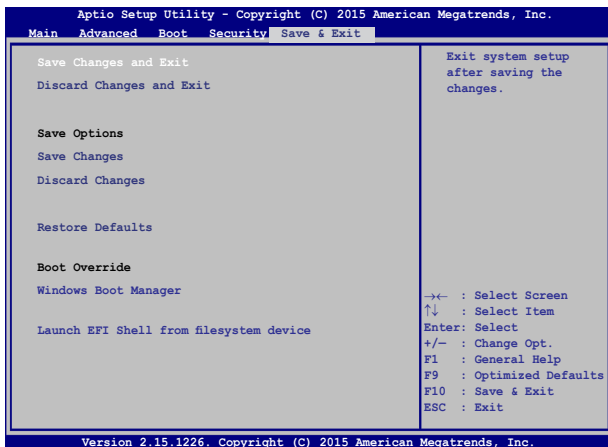 Aptio Setup Utility - Copyright (C) 2015 American Megatrends, Inc.
Main Advanced Boot Security Save & Exit
Save Changes and Exit
Discard Changes and Exit
Save Options
Save Changes
Discard Changes
Restore Defaults
Boot Override
Windows Boot Manager
Launch EFI Shell from filesystem device
Exit system setup
after saving the
changes.
→← : Select Screen
↑↓ : Select Item
Enter: Select
+/— : Change Opt.
F1 : General Help
F9 : Optimized Defaults
F10 : Save & Exit
ESC : Exit
Version 2.15.1226. Copyright (C) 2015 American Megatrends, Inc.